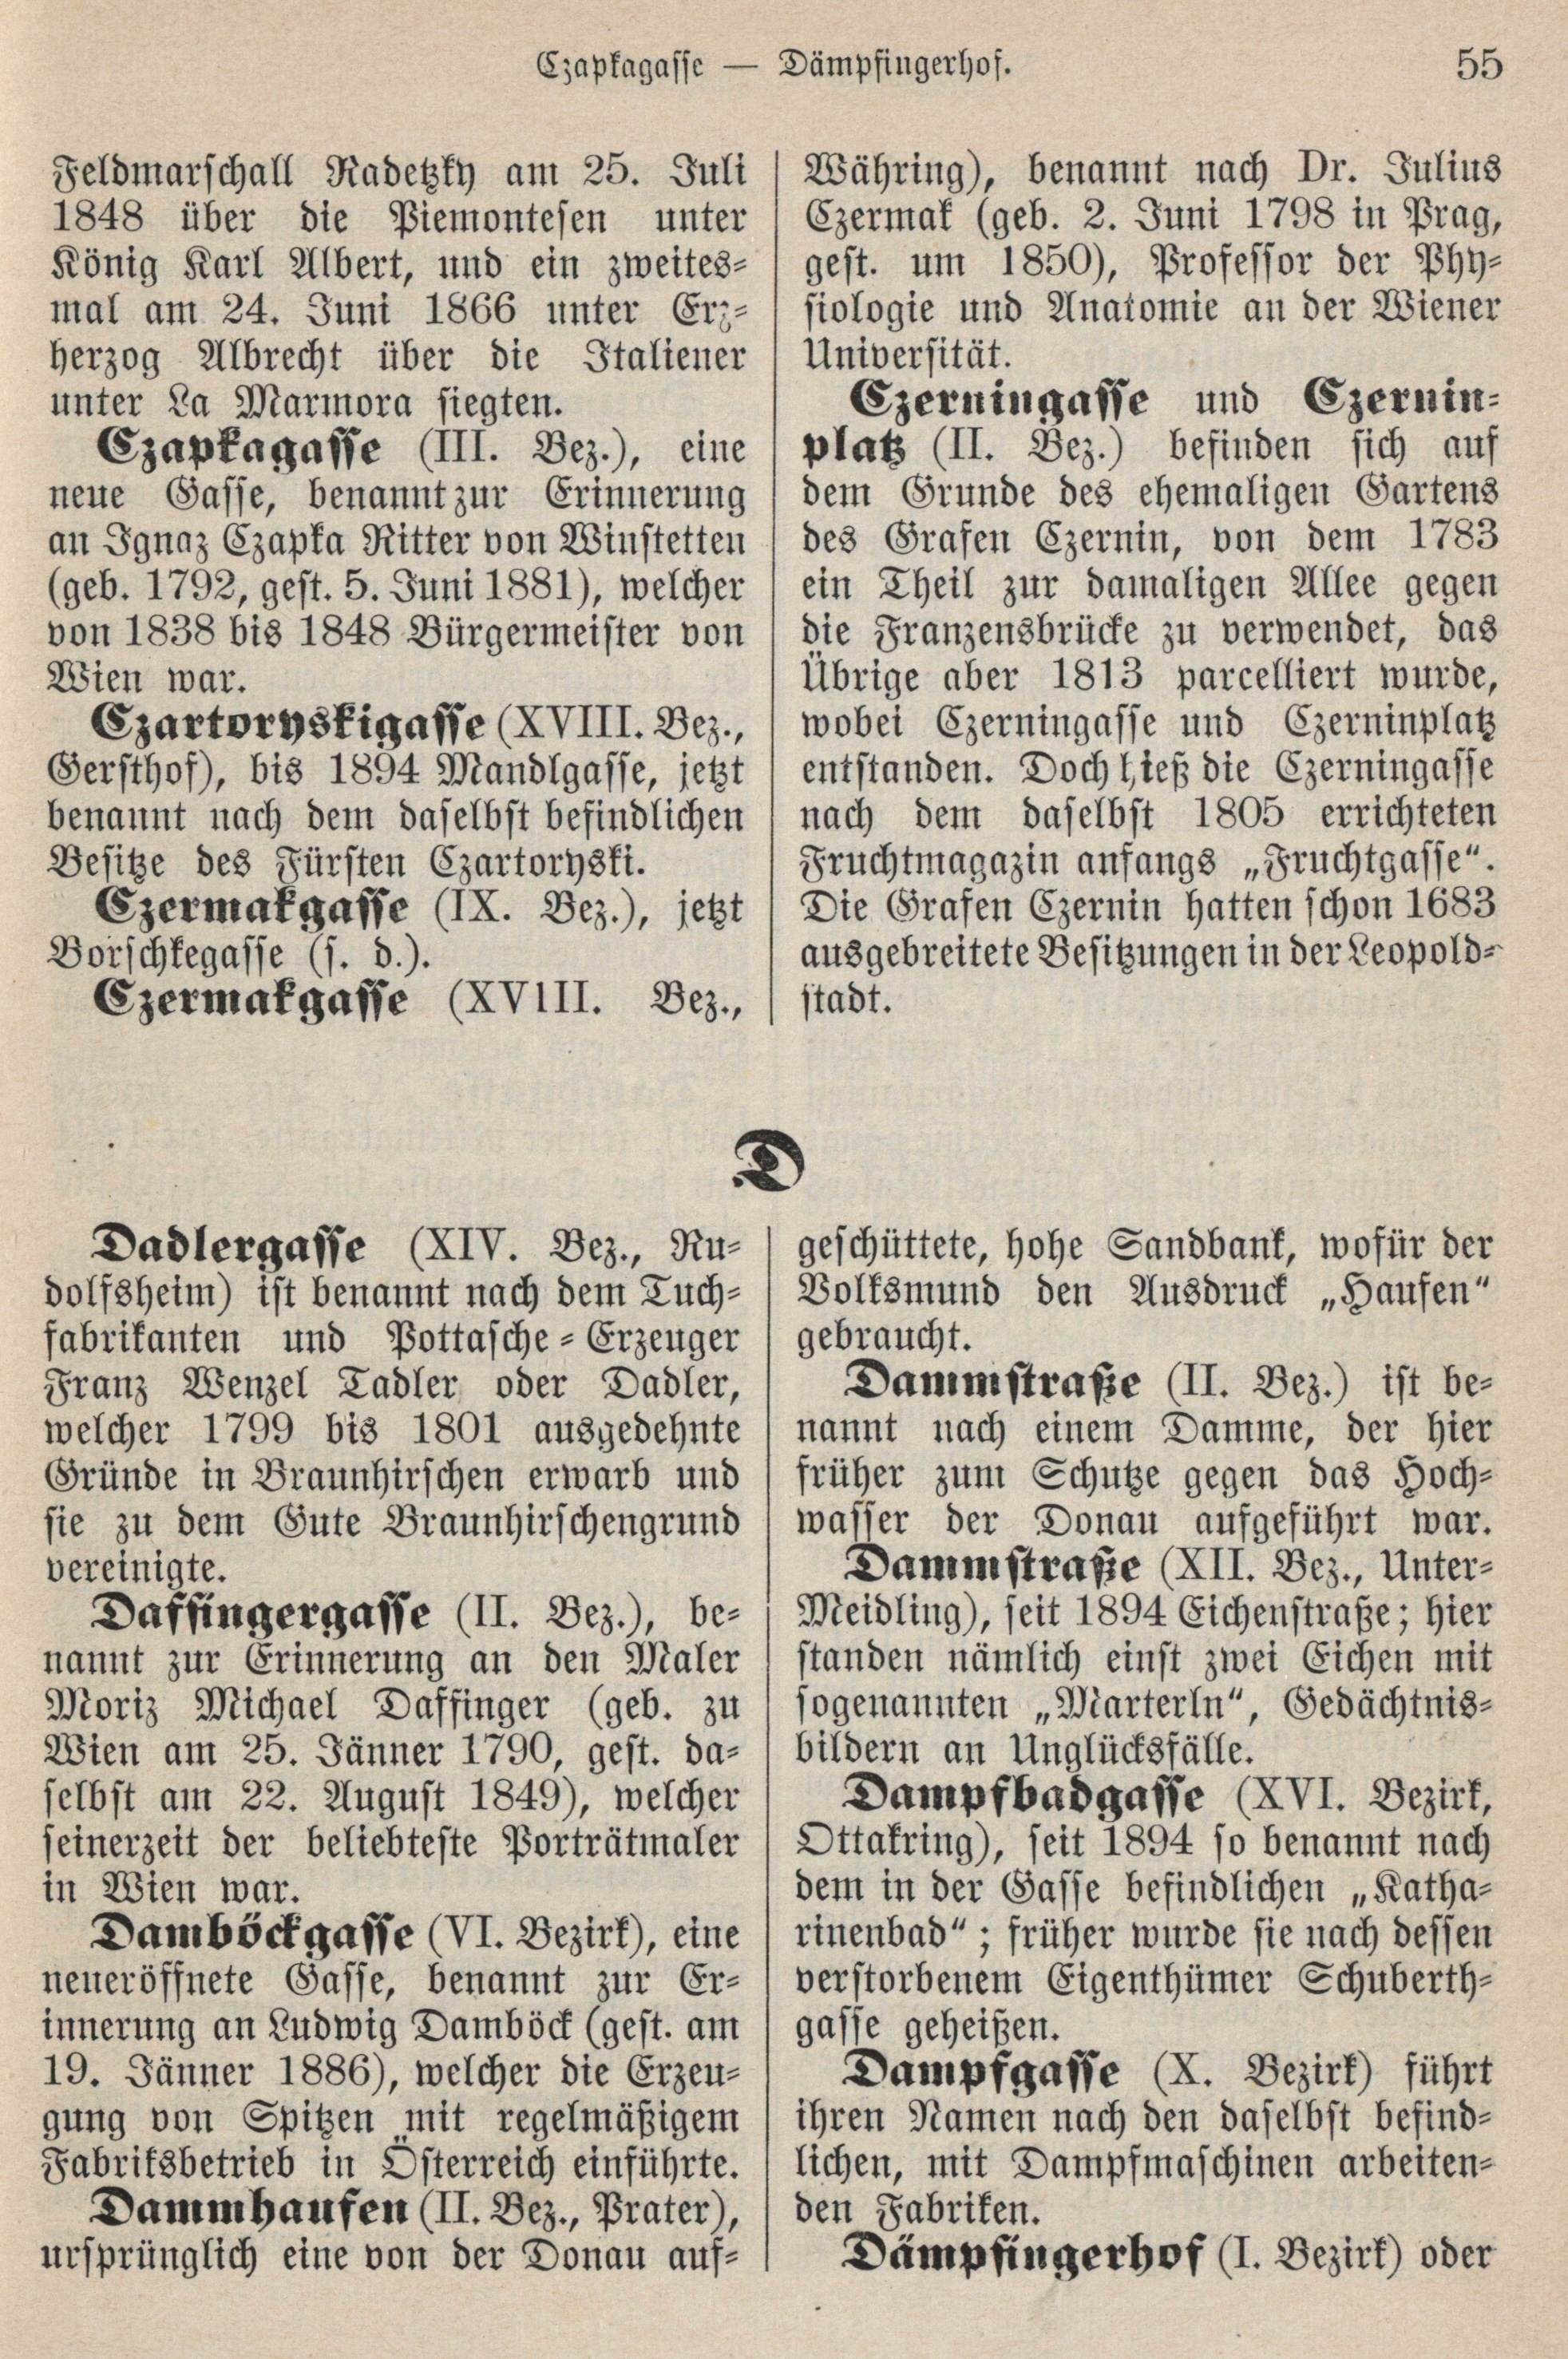 Czapkagasse — Dämpfingerhof.
55
Feldmarschall Radetzky am 25. Juli
1848 über die Piemontesen unter
König Karl Albert, und ein zweites-
mal am 24. Juni 1866 unter Erz-
herzog Albrecht über die Italiener
unter La Marmora siegten.
Czapkagasse (III. Bez.), eine
neue Gasse, benannt zur Erinnerung
an Ignaz Czapka Ritter von Winstetten
(geb. 1792, gest. 5. Juni 1881), welcher
von 1838 bis 1848 Bürgermeister von
Wien war.
Czartoryskigasse (XVIII. Bez.,
Gersthof), bis 1894 Mandlgasse, jetzt
benannt nach dem daselbst befindlichen
Besitze des Fürsten Czartoryski.
Czermakgasse (IX. Bez.), jetzt
Borschkegasse (s. d.).
Czermakgasse (XVIII. Bez.,
Währing), benannt nach Dr. Julius
Czermak (geb. 2. Juni 1798 in Prag,
gest. um 1850), Professor der Phy-
siologie und Anatomie an der Wiener
Universität.
Czerningasse und Czernin-
platz (II. Bez.) befinden sich auf
dem Grunde des ehemaligen Gartens
des Grafen Czernin, von dem 1783
ein Theil zur damaligen Allee gegen
die Franzensbrücke zu verwendet, das
Übrige aber 1813 parcelliert wurde,
wobei Czerningasse und Czerninplatz
entstanden. Doch hieß die Czerningasse
nach dem daselbst 1805 errichteten
Fruchtmagazin anfangs „Fruchtgasse“.
Die Grafen Czernin hatten schon 1683
ausgebreitete Besitzungen in der Leopold-
stadt.
D
Dadlergasse (XIV. Bez., Ru-
dolfsheim) ist benannt nach dem Tuch-
fabrikanten und Pottasche-Erzeuger
Franz Wenzel Tadler oder Dadler,
welcher 1799 bis 1801 ausgedehnte
Gründe in Braunhirschen erwarb und
sie zu dem Gute Braunhirschengrund
vereinigte.
Daffingergasse (II. Bez.), be-
nannt zur Erinnerung an den Maler
Moriz Michael Daffinger (geb. zu
Wien am 25. Jänner 1790, gest. da-
selbst am 22. August 1849), welcher
seinerzeit der beliebteste Porträtmaler
in Wien war.
Damböckgasse (VI. Bezirk), eine
neueröffnete Gasse, benannt zur Er-
innerung an Ludwig Damböck (gest. am
19. Jänner 1886), welcher die Erzeu-
gung von Spitzen mit regelmäßigem
Fabriksbetrieb in Österreich einführte.
Dammhaufen (II. Bez., Prater),
ursprünglich eine von der Donau auf-
geschüttete, hohe Sandbank, wofür der
Volksmund den Ausdruck „Haufen“
gebraucht.
Dammstraße (II. Bez.) ist be-
nannt nach einem Damme, der hier
früher zum Schutze gegen das Hoch-
wasser der Donau aufgeführt war.
Dammstraße (XII. Bez., Unter-
Meidling), seit 1894 Eichenstraße; hier
standen nämlich einst zwei Eichen mit
sogenannten „Marterln“, Gedächtnis-
bildern an Unglücksfälle.
Dampfbadgasse (XVI. Bezirk,
Ottakring), seit 1894 so benannt nach
dem in der Gasse befindlichen „Katha-
rinenbad“; früher wurde sie nach dessen
verstorbenem Eigenthümer Schuberth-
gasse geheißen.
Dampfgasse (X. Bezirk) führt
ihren Namen nach den daselbst befind-
lichen, mit Dampfmaschinen arbeiten-
den Fabriken.
Dämpfingerhof (I. Bezirk) oder